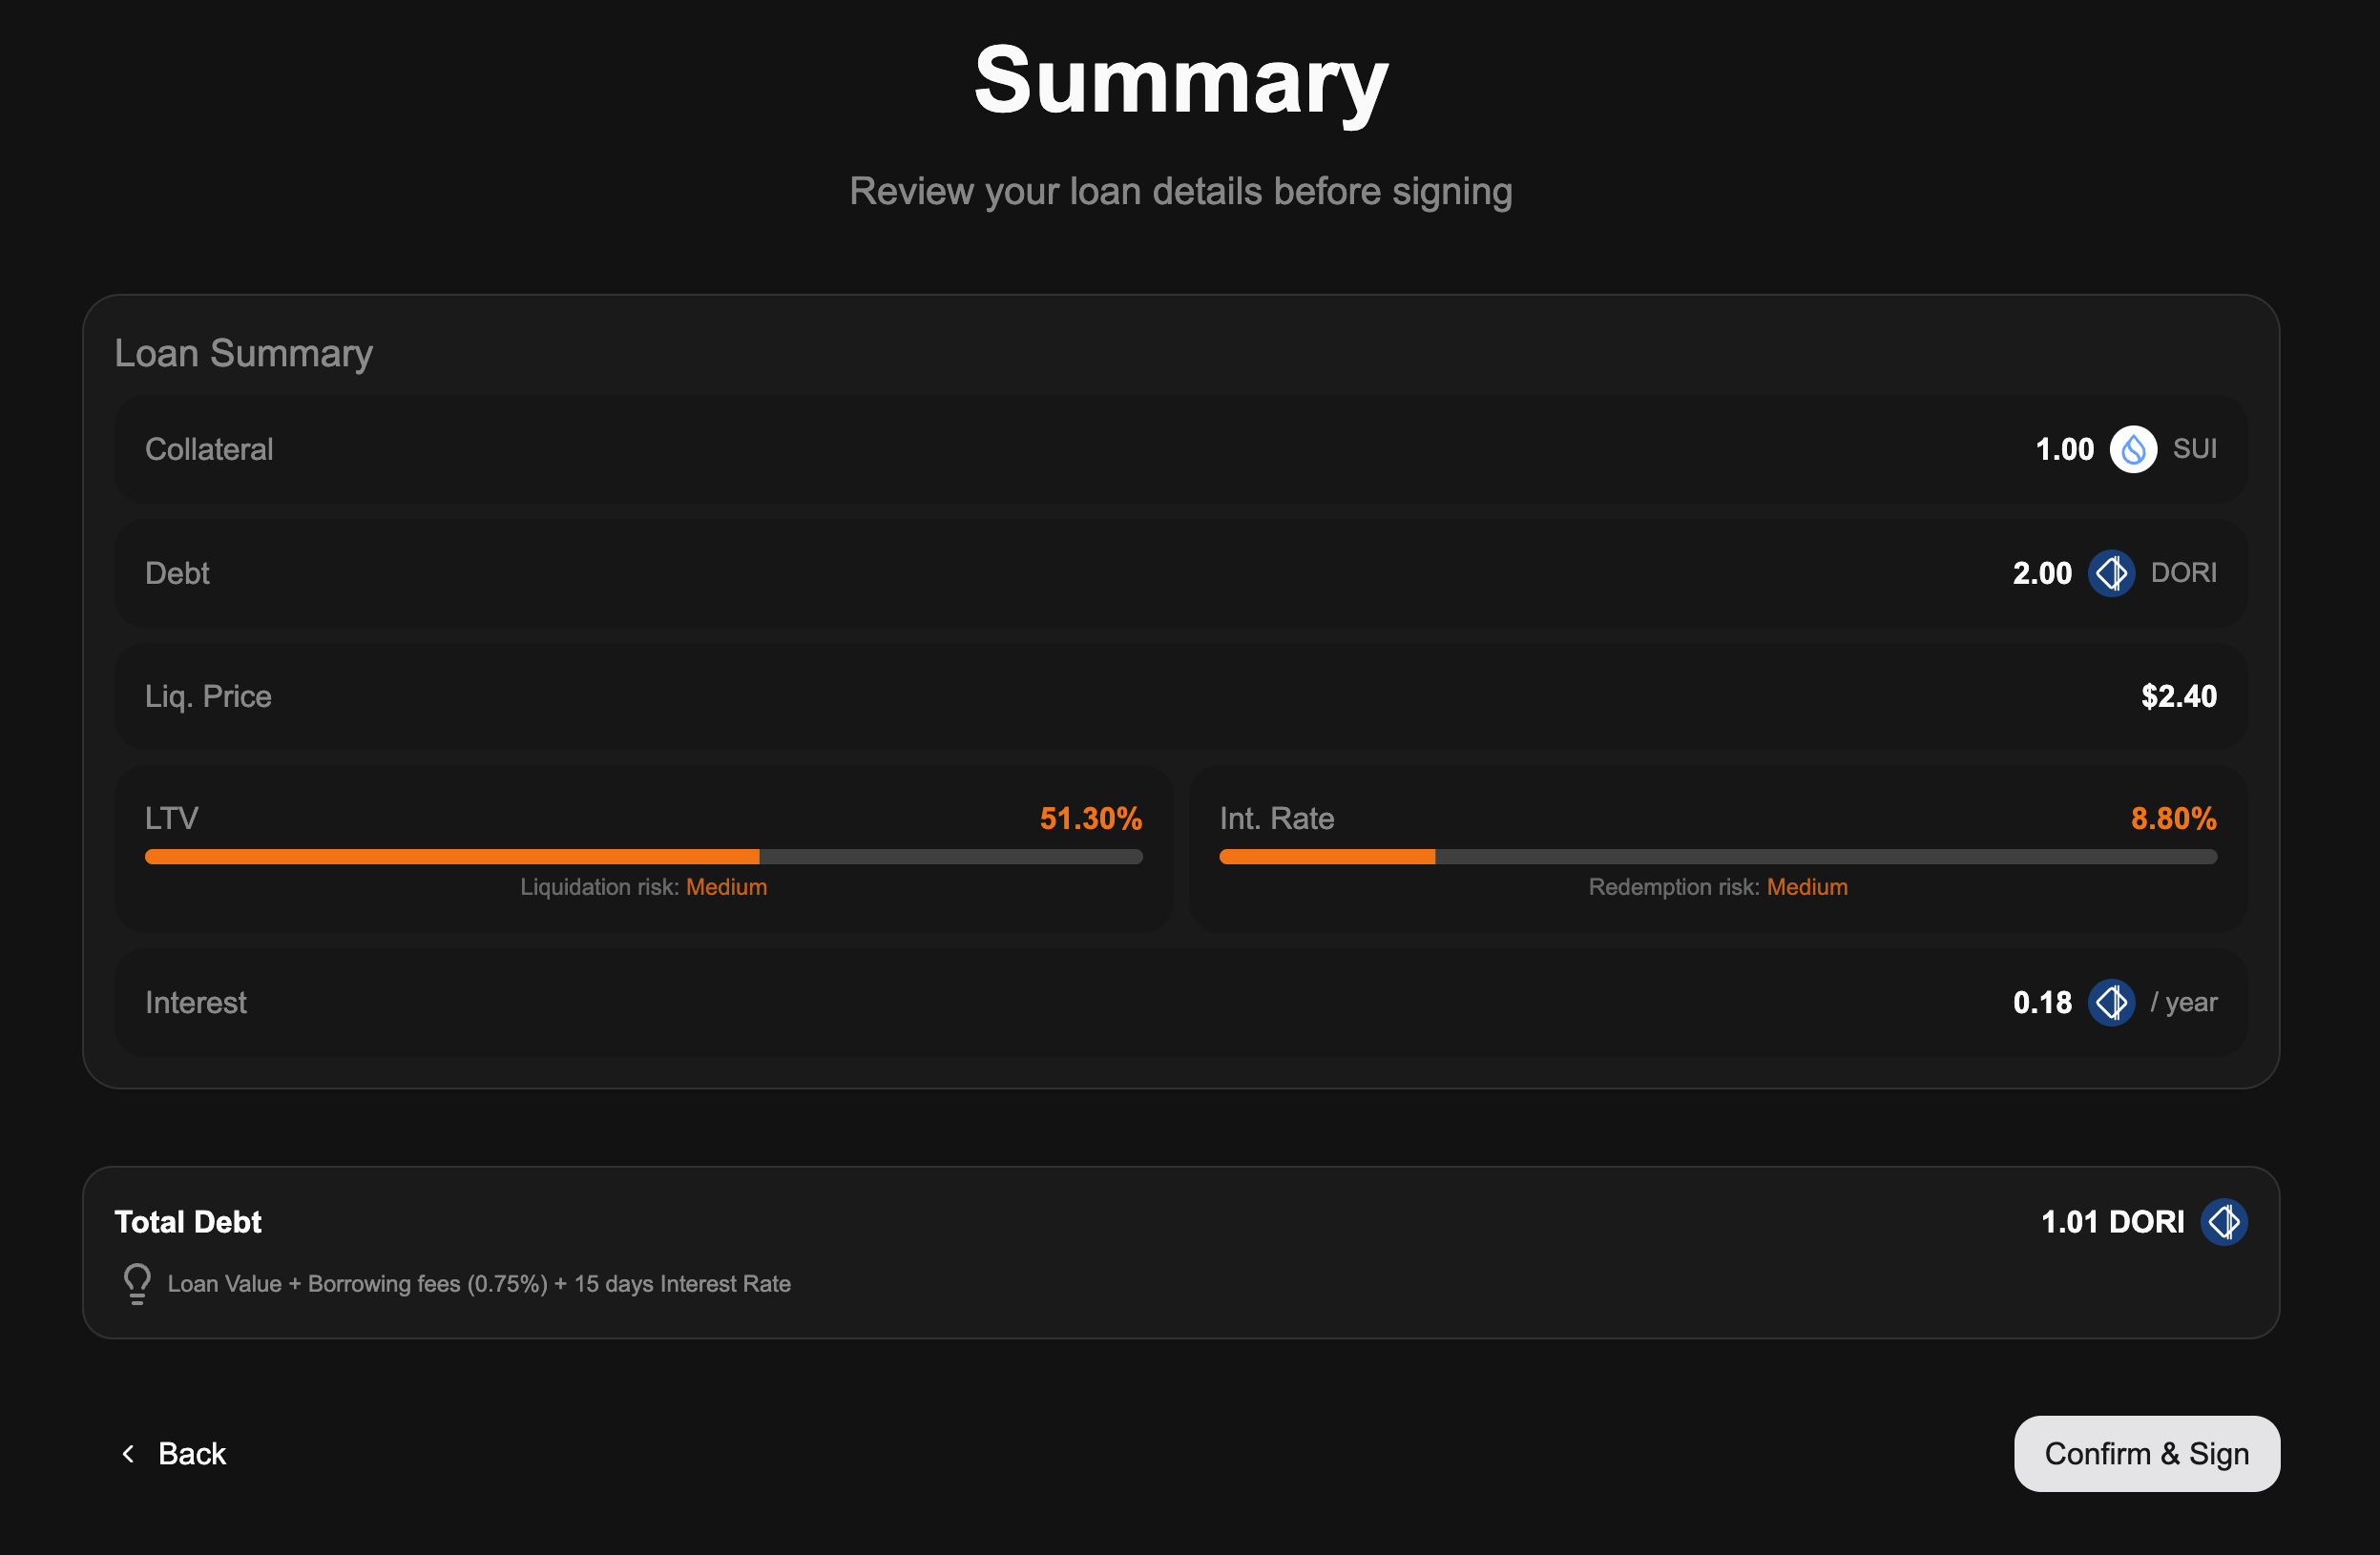 Summary
Review your loan details before signing
Loan Summary
Collateral 1.00 SUI
Debt 2.00 DORI
Liq. Price $2.40
LTV 51.30%
Liquidation risk: Medium
Int. Rate 8.80%
Redemption risk: Medium
Interest 0.18 / year
Total Debt 1.01 DORI
Loan Value + Borrowing fees (0.75%) + 15 days Interest Rate
Back
Confirm & Sign